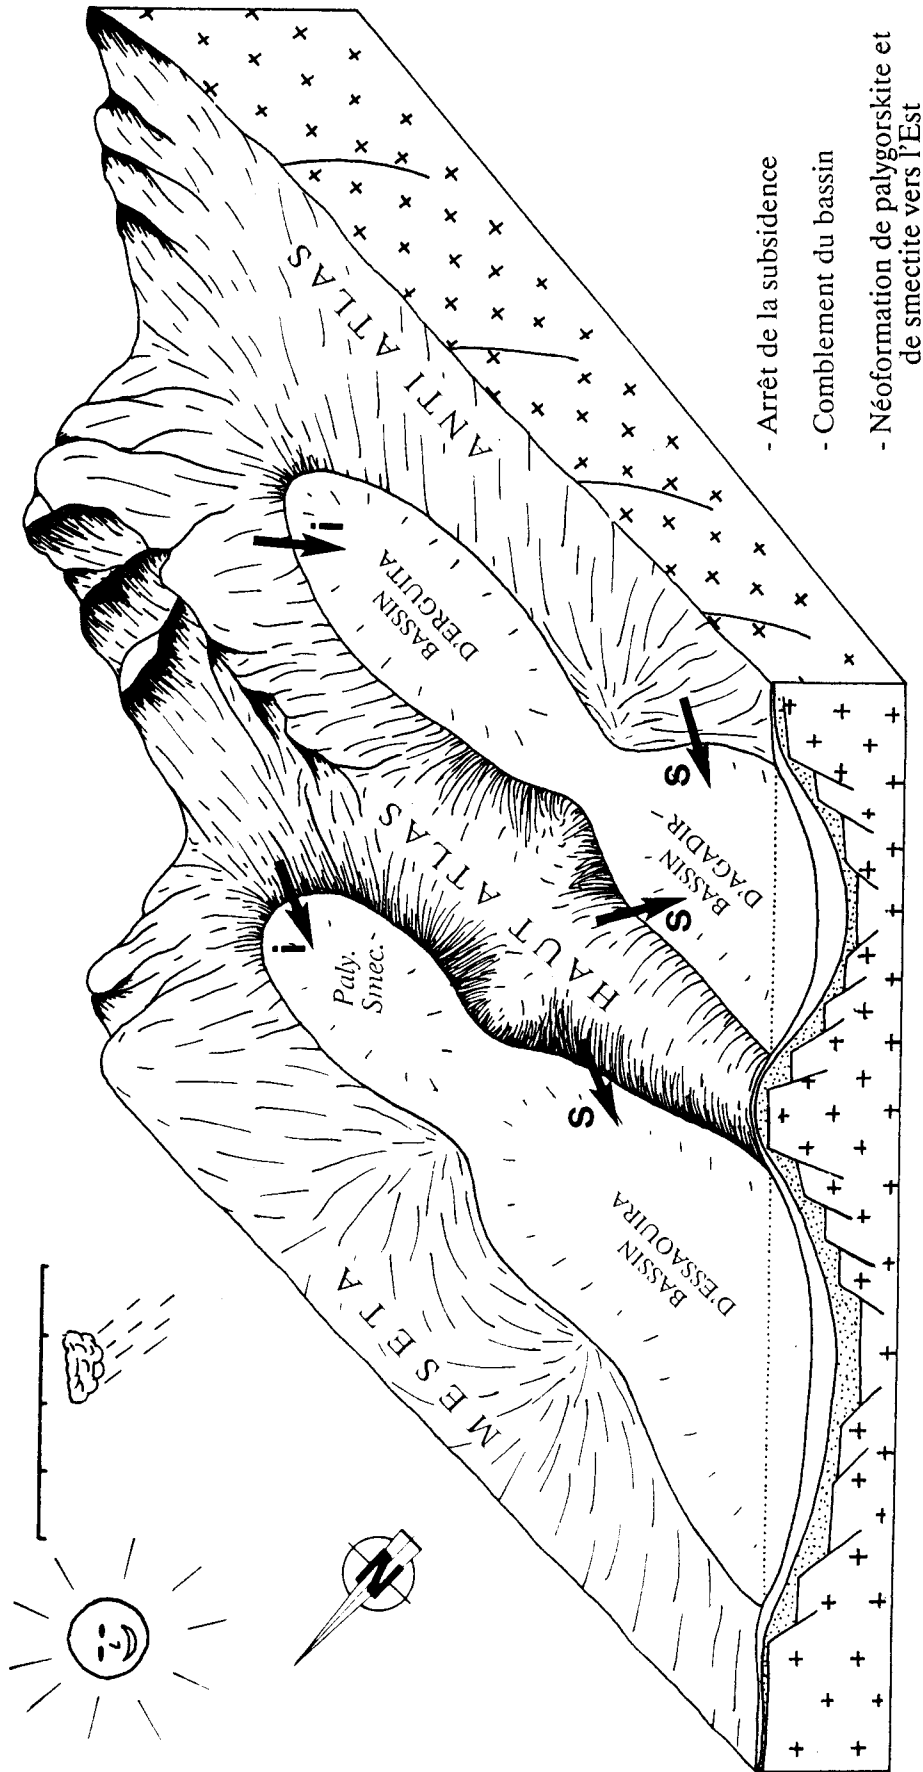 N
MESETA
HAUT ATLAS
ANTI ATLAS
Paly.
Smec.
BASSIN
D'ESSAOUIRA
BASSIN
D'AGADIR –
BASSIN
D'ERGUITA
i
i
S
S
S
- Arrêt de la subsidence
- Comblement du bassin
- Néoformation de palygorskite et
de smectite vers l'Est